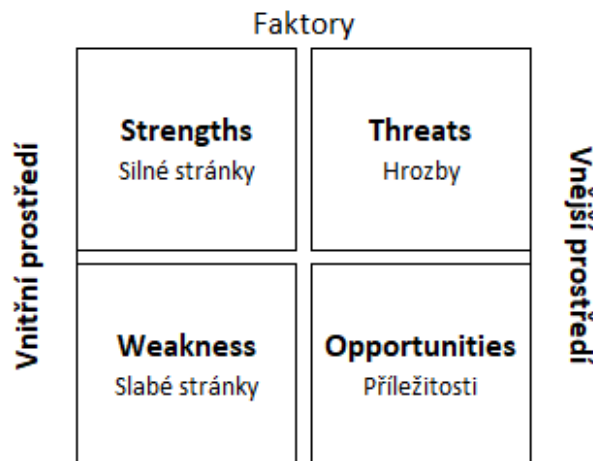 Faktory
Vnitřní prostředí
Strengths
Silné stránky
Threats
Hrozby
Weakness
Slabé stránky
Opportunities
Příležitosti
Vnější prostředí